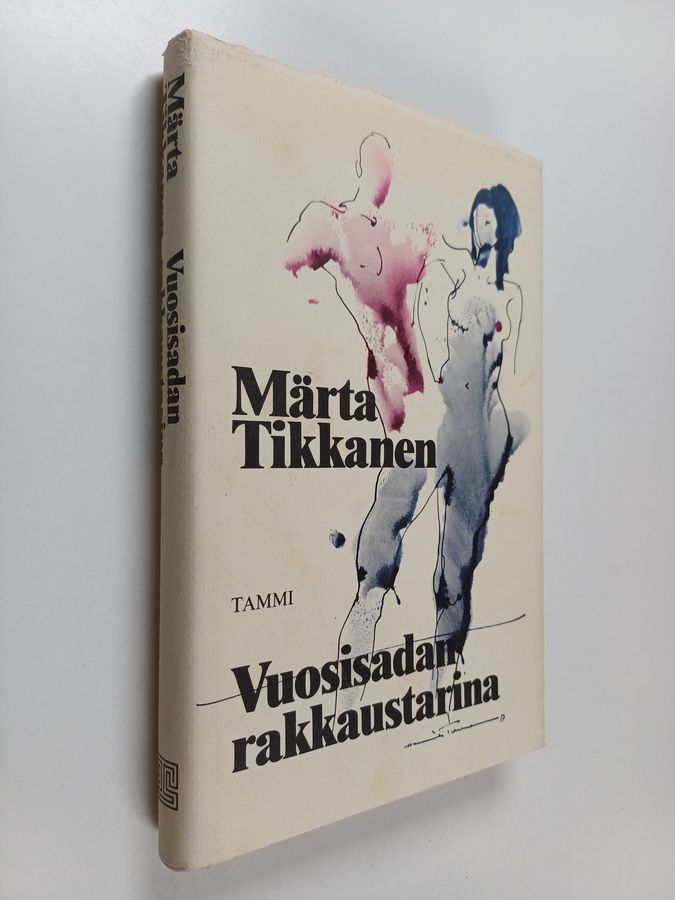 Märta
Vuosisadan
Märta
Tikkanen
TAMMI
Vuosisadan
rakkaustarina